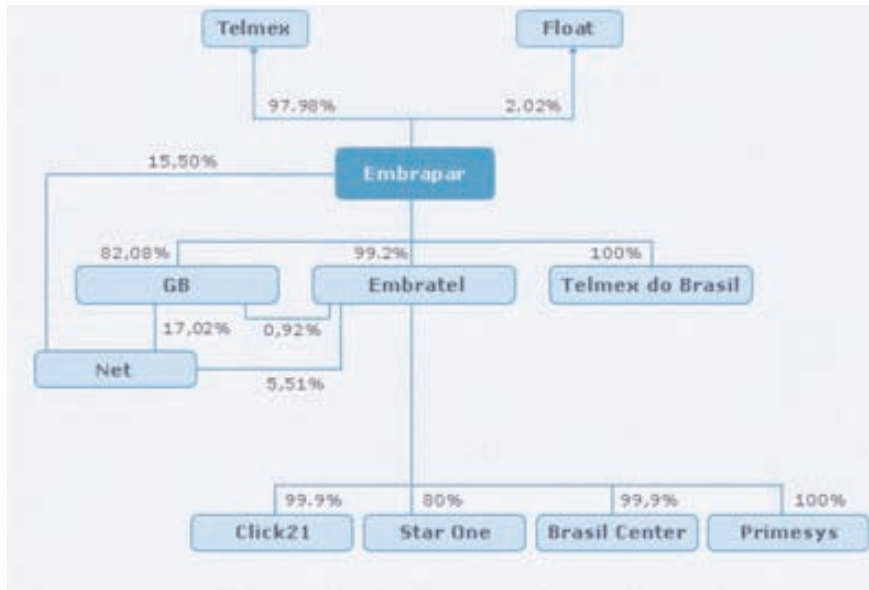 Telmex
Float
97.98%
2.02%
15,50%
Embrapar
82,08%
99.2%
100%
GB
Embratel
Telmex do Brasil
17,02%
0,92%
Net
5,51%
99.9%
80%
99,9%
100%
Click21
Star One
Brasil Center
Primesys